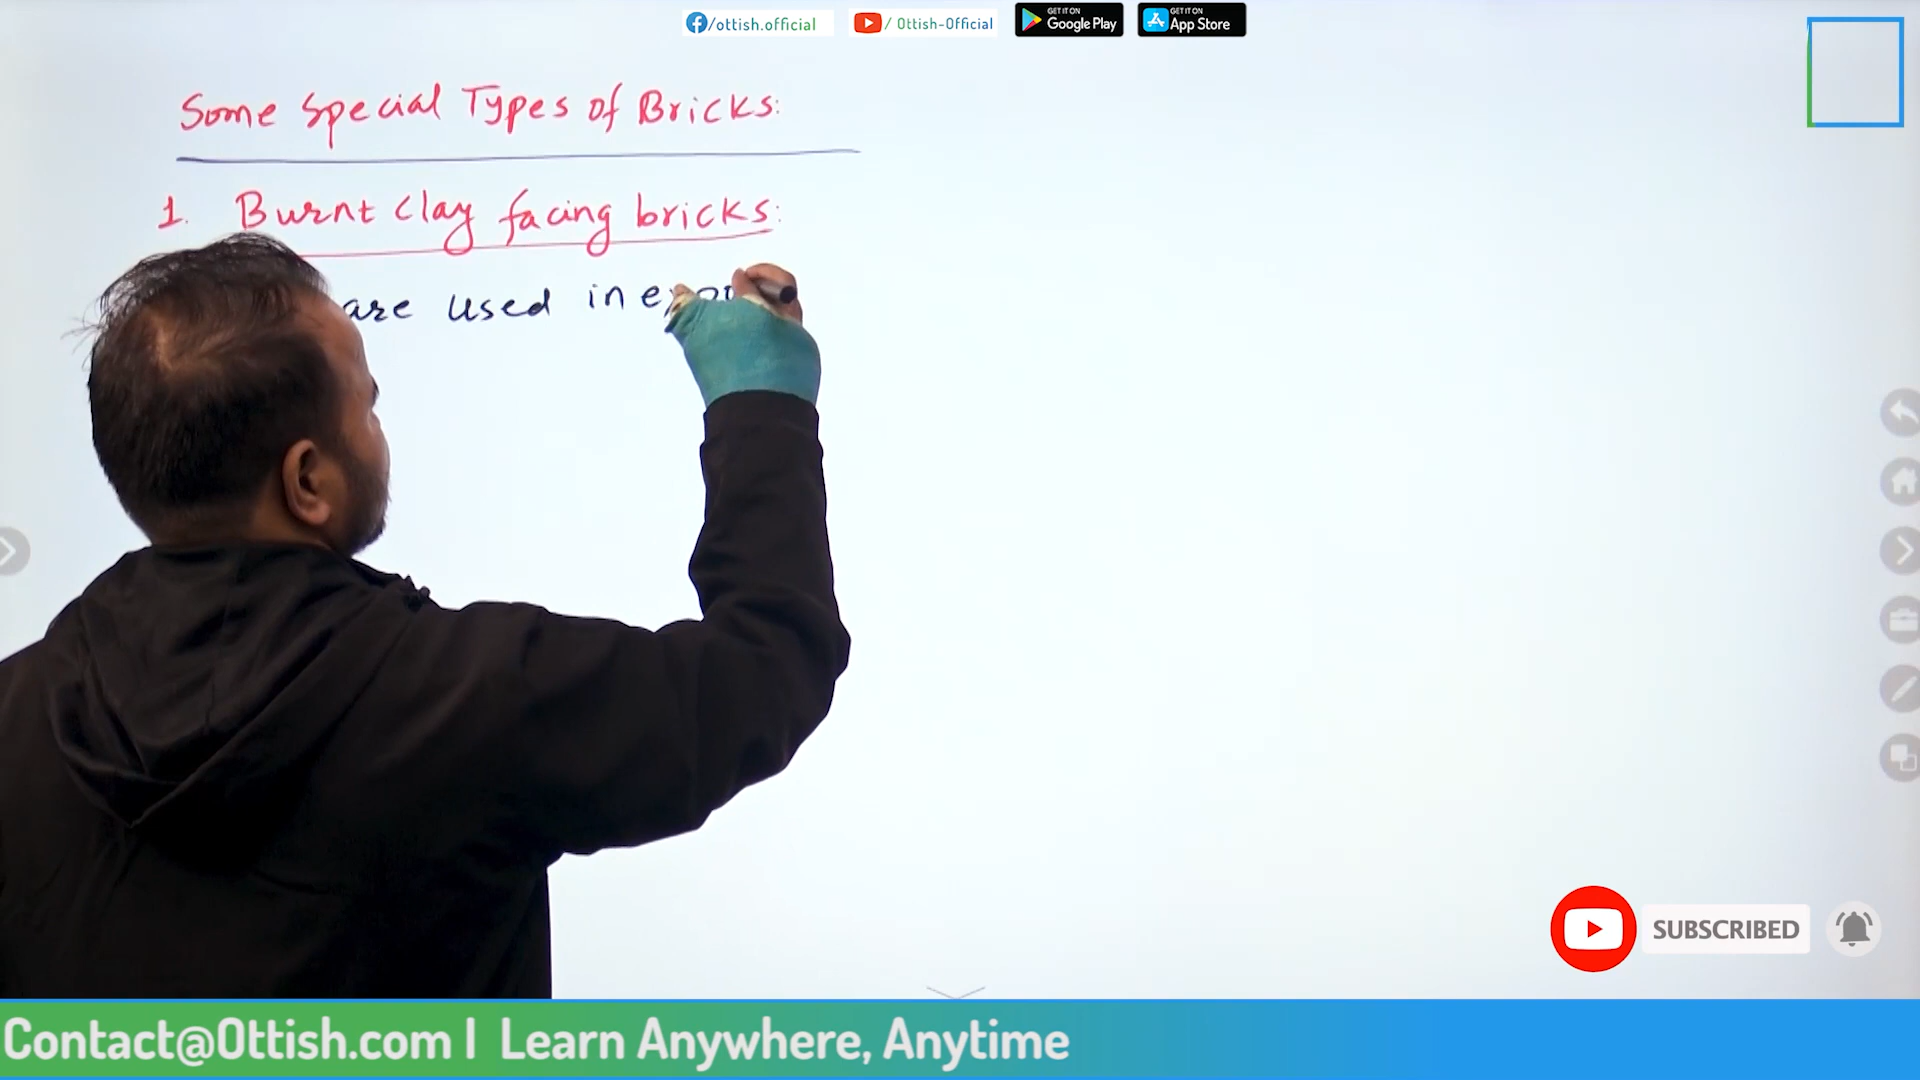 /ottish.official
/ Ottish-Official
GET IT ON
Google Play
GET IT ON
App Store
Some Special Types of Bricks:
1. Burnt Clay facing bricks:
are used in
SUBSCRIBED
Contact@Ottish.com | Learn Anywhere, Anytime